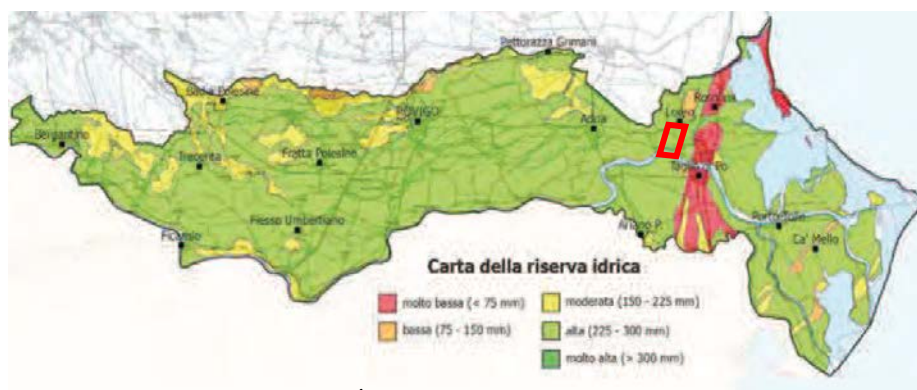 Pettorazza Grimani
Badia Polesine
Rosolina
Loreo
ROVIGO
Adria
Bergantino
Trecenta
Fratta Polesine
Taglio di Po
Fiesso Umbertiano
Ficarolo
Ariano P.
Porto Tolle
Ca' Mello
Carta della riserva idrica
molto bassa (< 75 mm)
moderata (150 - 225 mm)
bassa (75 - 150 mm)
alta (225 - 300 mm)
molto alta (> 300 mm)